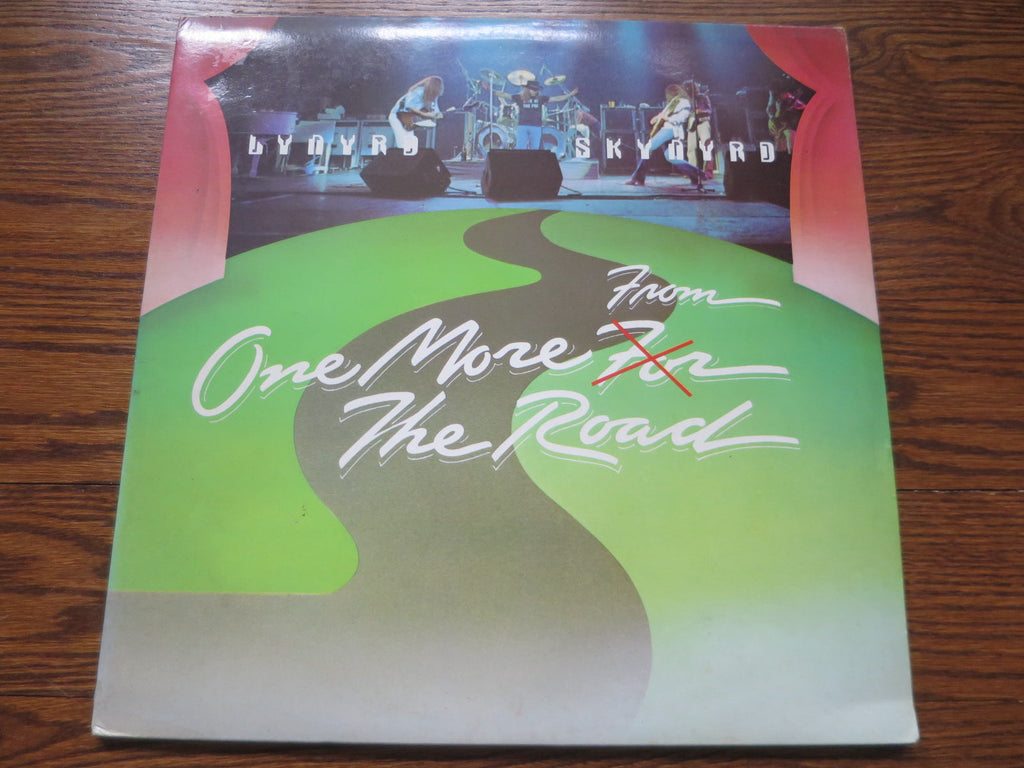 LYNYRD SKYNYRD
From
One More For
The Road